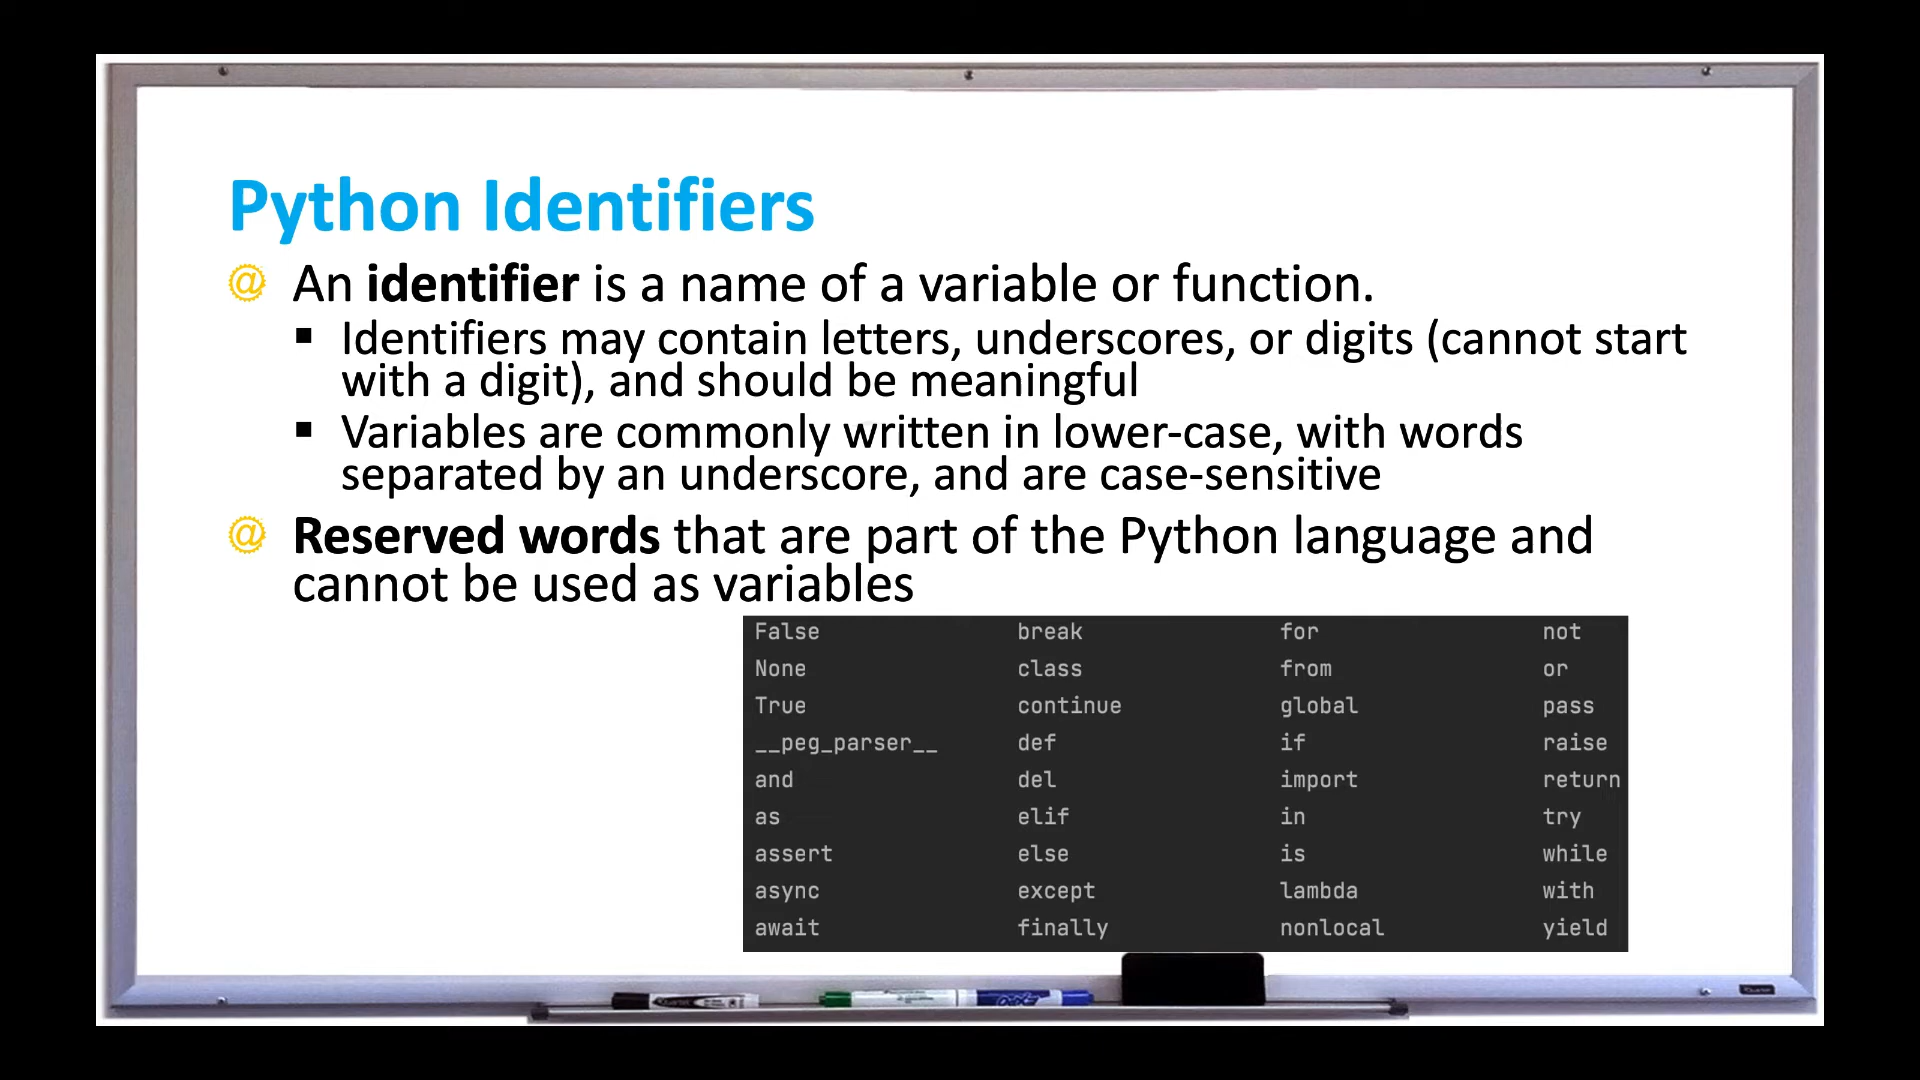 Python Identifiers
@ An identifier is a name of a variable or function.
▪ Identifiers may contain letters, underscores, or digits (cannot start
with a digit), and should be meaningful
▪ Variables are commonly written in lower-case, with words
separated by an underscore, and are case-sensitive
@ Reserved words that are part of the Python language and
cannot be used as variables
False break for not
None class from or
True continue global pass
__peg_parser__ def if raise
and del import return
as elif in try
assert else is while
async except lambda with
await finally nonlocal yield